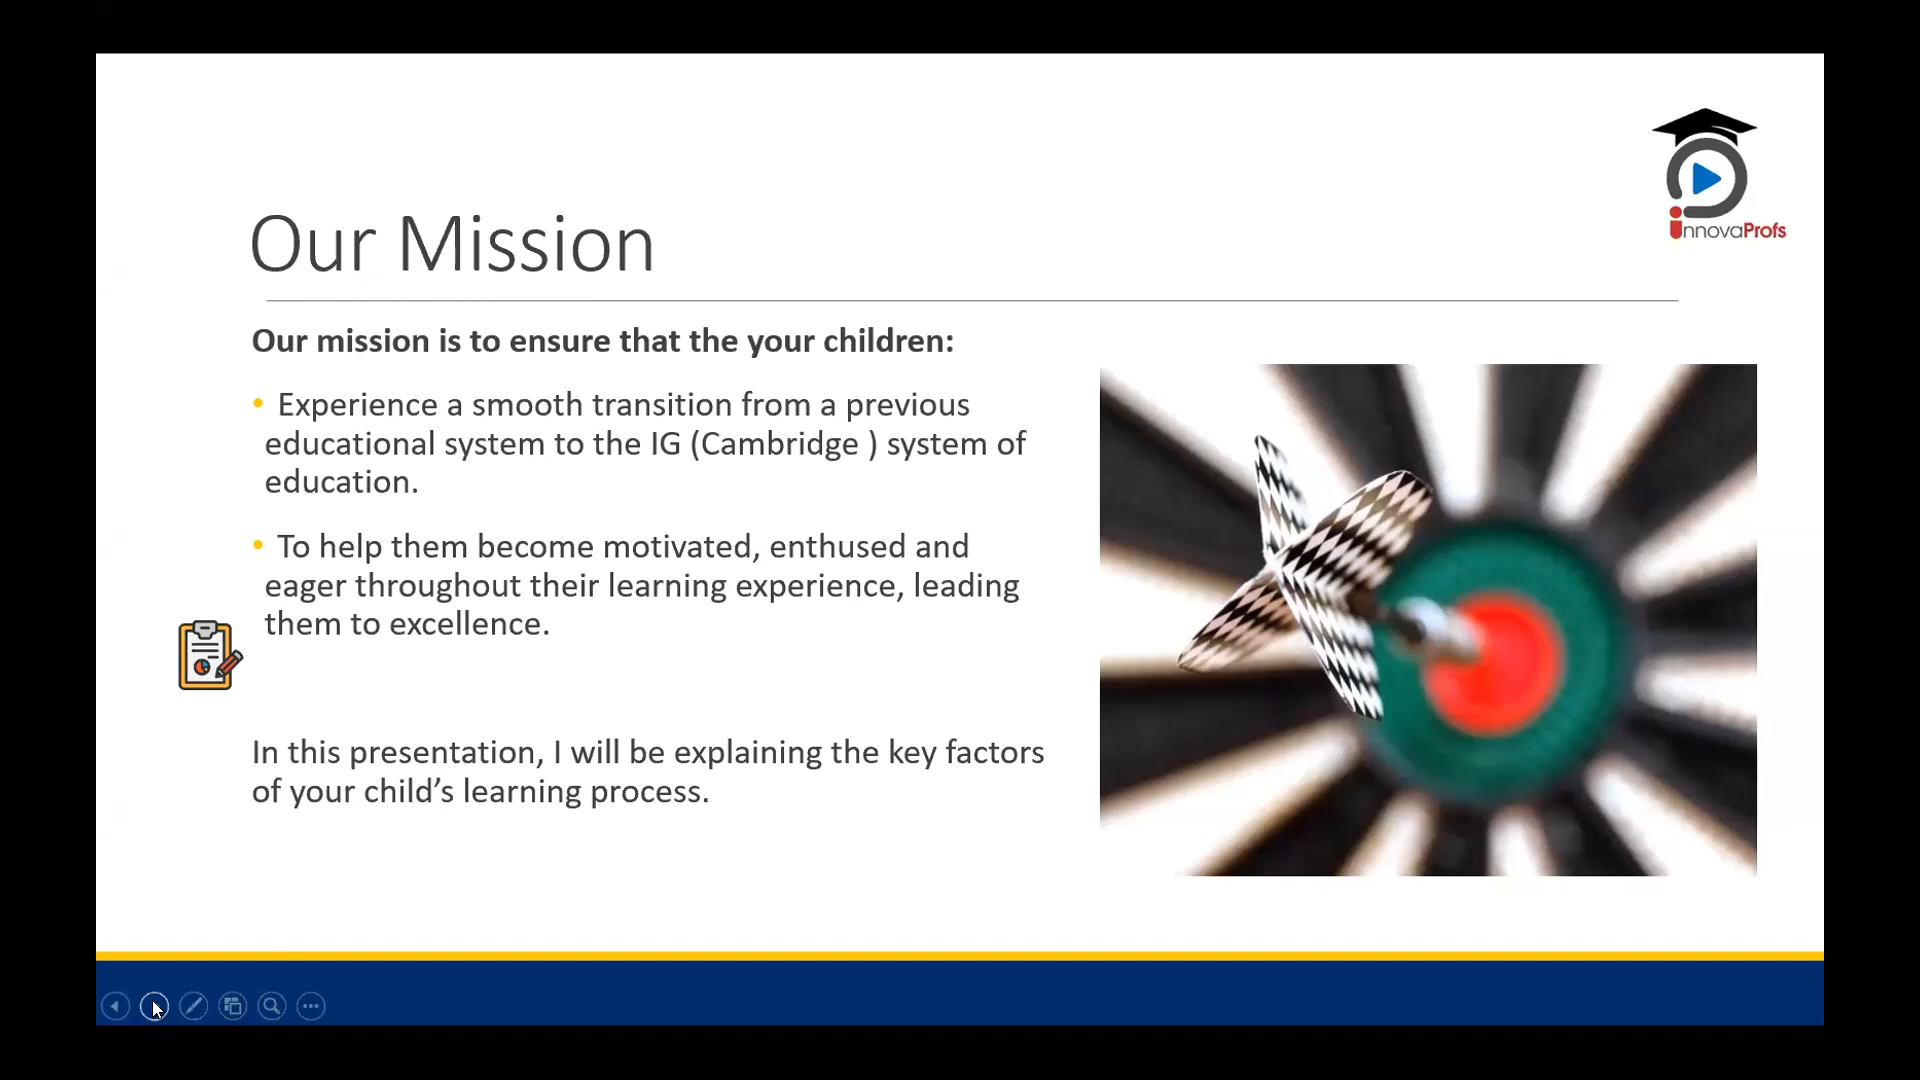 innovaProfs
Our Mission
Our mission is to ensure that the your children:
• Experience a smooth transition from a previous
educational system to the IG (Cambridge ) system of
education.
• To help them become motivated, enthused and
eager throughout their learning experience, leading
them to excellence.
In this presentation, I will be explaining the key factors
of your child’s learning process.